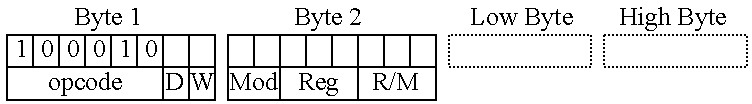 Byte 1 Byte 2 Low Byte High Byte
1 0 0 0 1 0
opcode D W Mod Reg R/M